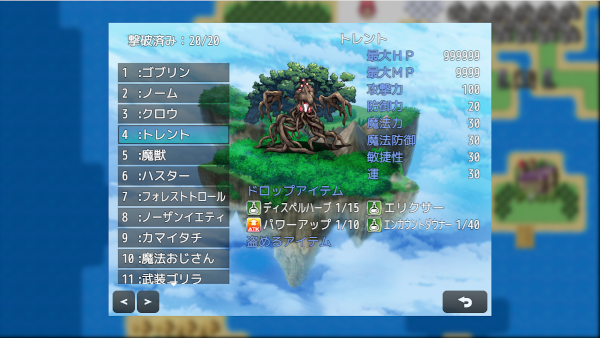 撃破済み：20/20
トレント
最大ＨＰ 999999
最大ＭＰ 9999
攻撃力 100
防御力 20
魔法力 30
魔法防御 30
敏捷性 30
運 30
1 :ゴブリン
2 :ノーム
3 :クロウ
4 :トレント
5 :魔獣
6 :ハスター
7 :フォレストトロール
8 :ノーザンイエティ
9 :カマイタチ
10 :魔法おじさん
11 :武装ゴリラ
ドロップアイテム
ディスペルハーブ 1/15 エリクサー
ATK パワーアップ 1/10 エンカウントダウナー 1/40
盗めるアイテム
< >